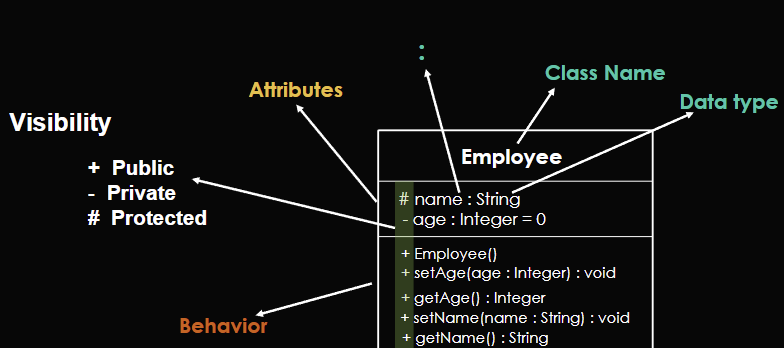 :
Class Name
Attributes
Data type
Visibility
+ Public
- Private
# Protected
Employee
# name : String
- age : Integer = 0
+ Employee()
+ setAge(age : Integer) : void
+ getAge() : Integer
+ setName(name : String) : void
+ getName() : String
Behavior